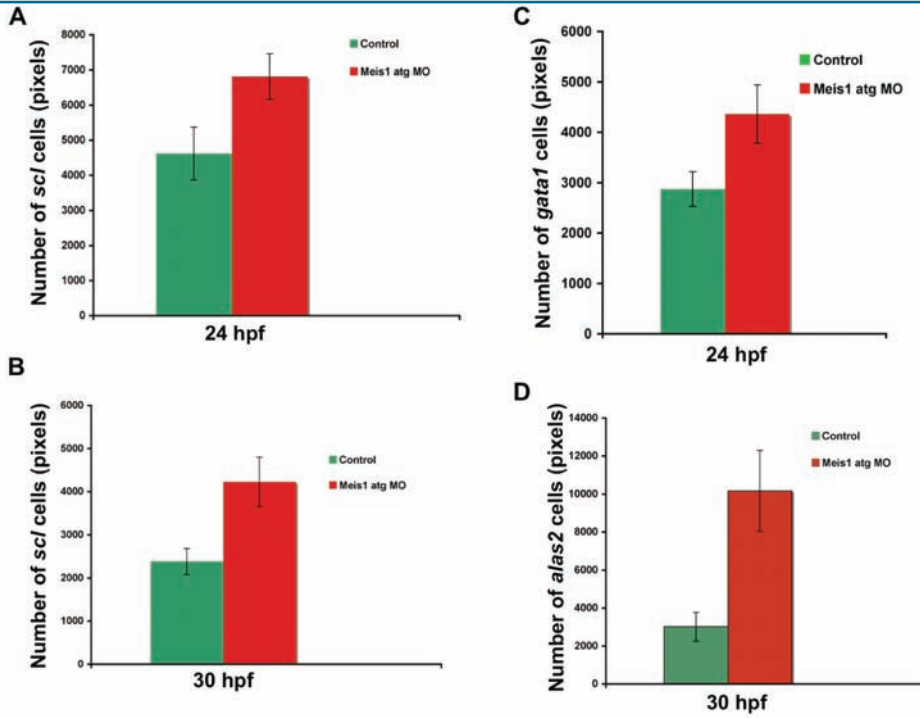 A
Number of scl cells (pixels)
8000
7000
6000
5000
4000
3000
2000
1000
0
Control
Meis1 atg MO
24 hpf
B
Number of scl cells (pixels)
6000
5000
4000
3000
2000
1000
0
Control
Meis1 atg MO
30 hpf
C
Number of gata1 cells (pixels)
6000
5000
4000
3000
2000
1000
0
Control
Meis1 atg MO
24 hpf
D
Number of alas2 cells (pixels)
14000
12000
10000
8000
6000
4000
2000
0
Control
Meis1 atg MO
30 hpf